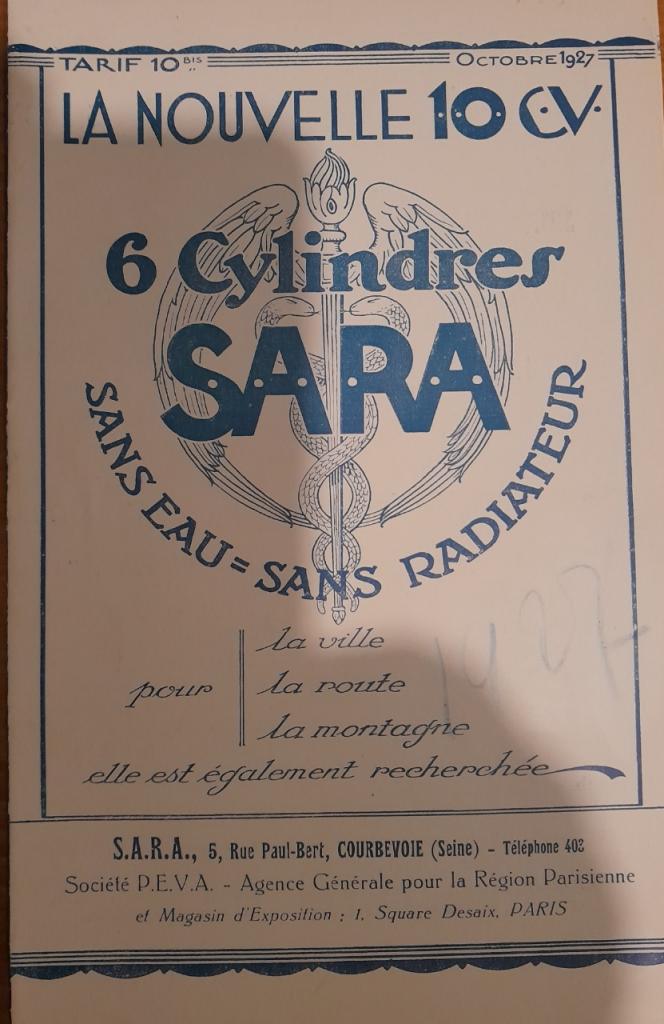 TARIF 10 BIS
OCTOBRE 1927
LA NOUVELLE 10 CV.
6 Cylindres
S.A.R.A
SANS EAU = SANS RADIATEUR
pour
la ville
la route
la montagne
elle est également recherchée
1927
S.A.R.A., 5, Rue Paul-Bert, COURBEVOIE (Seine) - Téléphone 403
Société P.E.V.A. - Agence Générale pour la Région Parisienne
et Magasin d'Exposition : 1, Square Desaix, PARIS